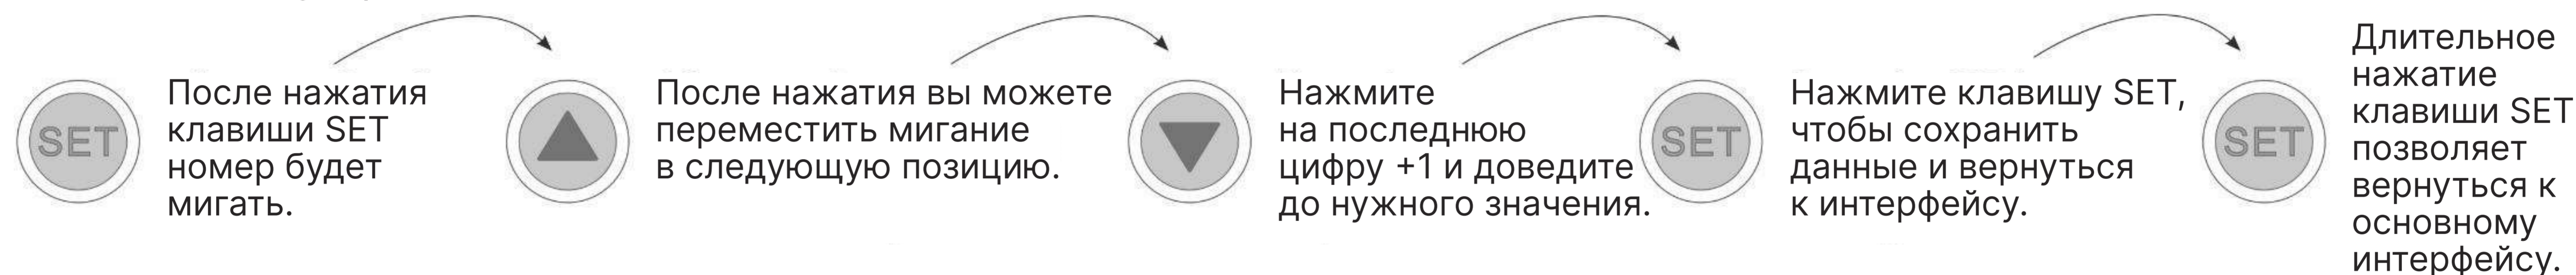 SET
После нажатия
клавиши SET
номер будет
мигать.
После нажатия вы можете
переместить мигание
в следующую позицию.
Нажмите
на последнюю
цифру +1 и доведите
до нужного значения.
SET
Нажмите клавишу SET,
чтобы сохранить
данные и вернуться
к интерфейсу.
SET
Длительное
нажатие
клавиши SET
позволяет
вернуться к
основному
интерфейсу.